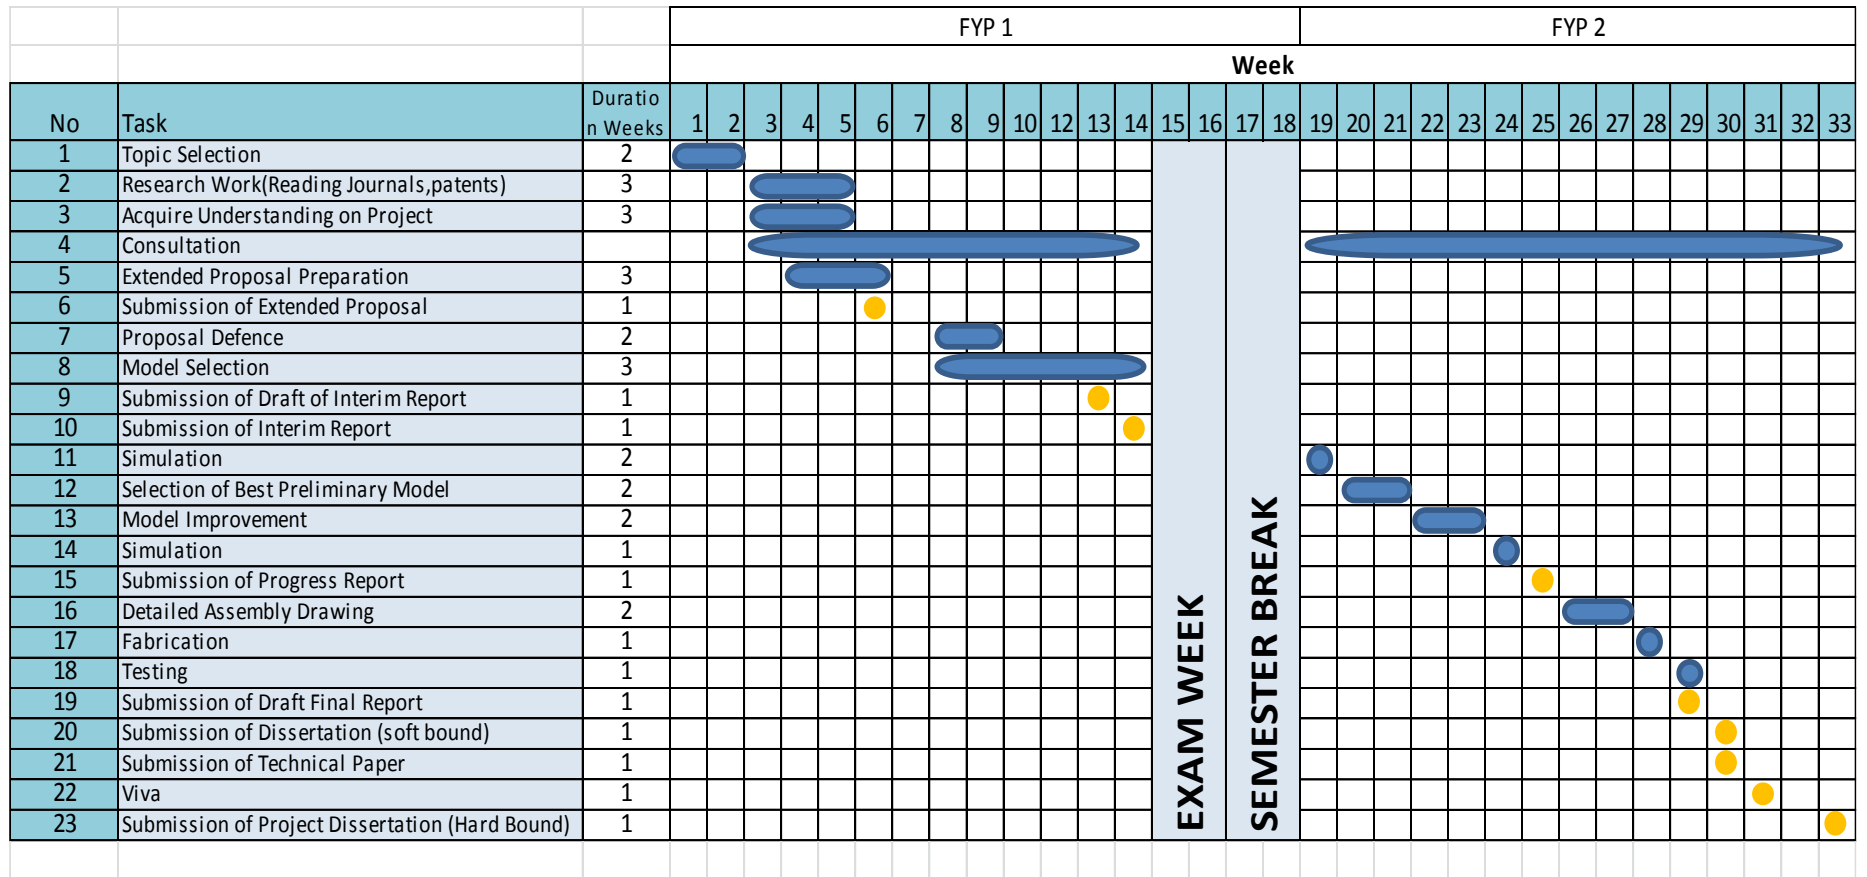 FYP 1 FYP 2
Week
No Task Duratio n Weeks 1 2 3 4 5 6 7 8 9 10 12 13 14 15 16 17 18 19 20 21 22 23 24 25 26 27 28 29 30 31 32 33
1 Topic Selection 2
2 Research Work(Reading Journals,patents) 3
3 Acquire Understanding on Project 3
4 Consultation
5 Extended Proposal Preparation 3
6 Submission of Extended Proposal 1
7 Proposal Defence 2
8 Model Selection 3
9 Submission of Draft of Interim Report 1
10 Submission of Interim Report 1
11 Simulation 2
12 Selection of Best Preliminary Model 2
13 Model Improvement 2
14 Simulation 1
15 Submission of Progress Report 1
16 Detailed Assembly Drawing 2
17 Fabrication 1
18 Testing 1
19 Submission of Draft Final Report 1
20 Submission of Dissertation (soft bound) 1
21 Submission of Technical Paper 1
22 Viva 1
23 Submission of Project Dissertation (Hard Bound) 1
EXAM WEEK
SEMESTER BREAK